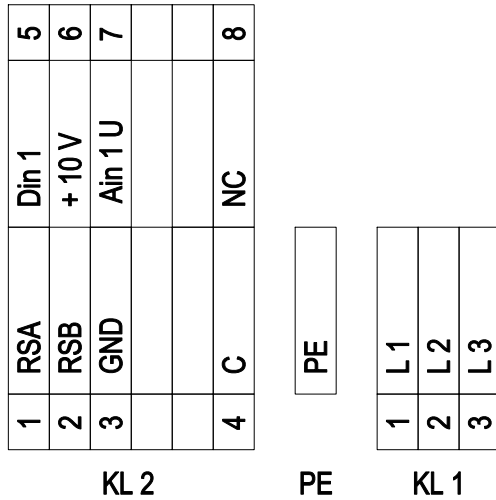 5 6 7 8
Din 1 + 10 V Ain 1 U NC
RSA RSB GND C PE L1 L2 L3
1 2 3 4 1 2 3
KL 2 PE KL 1